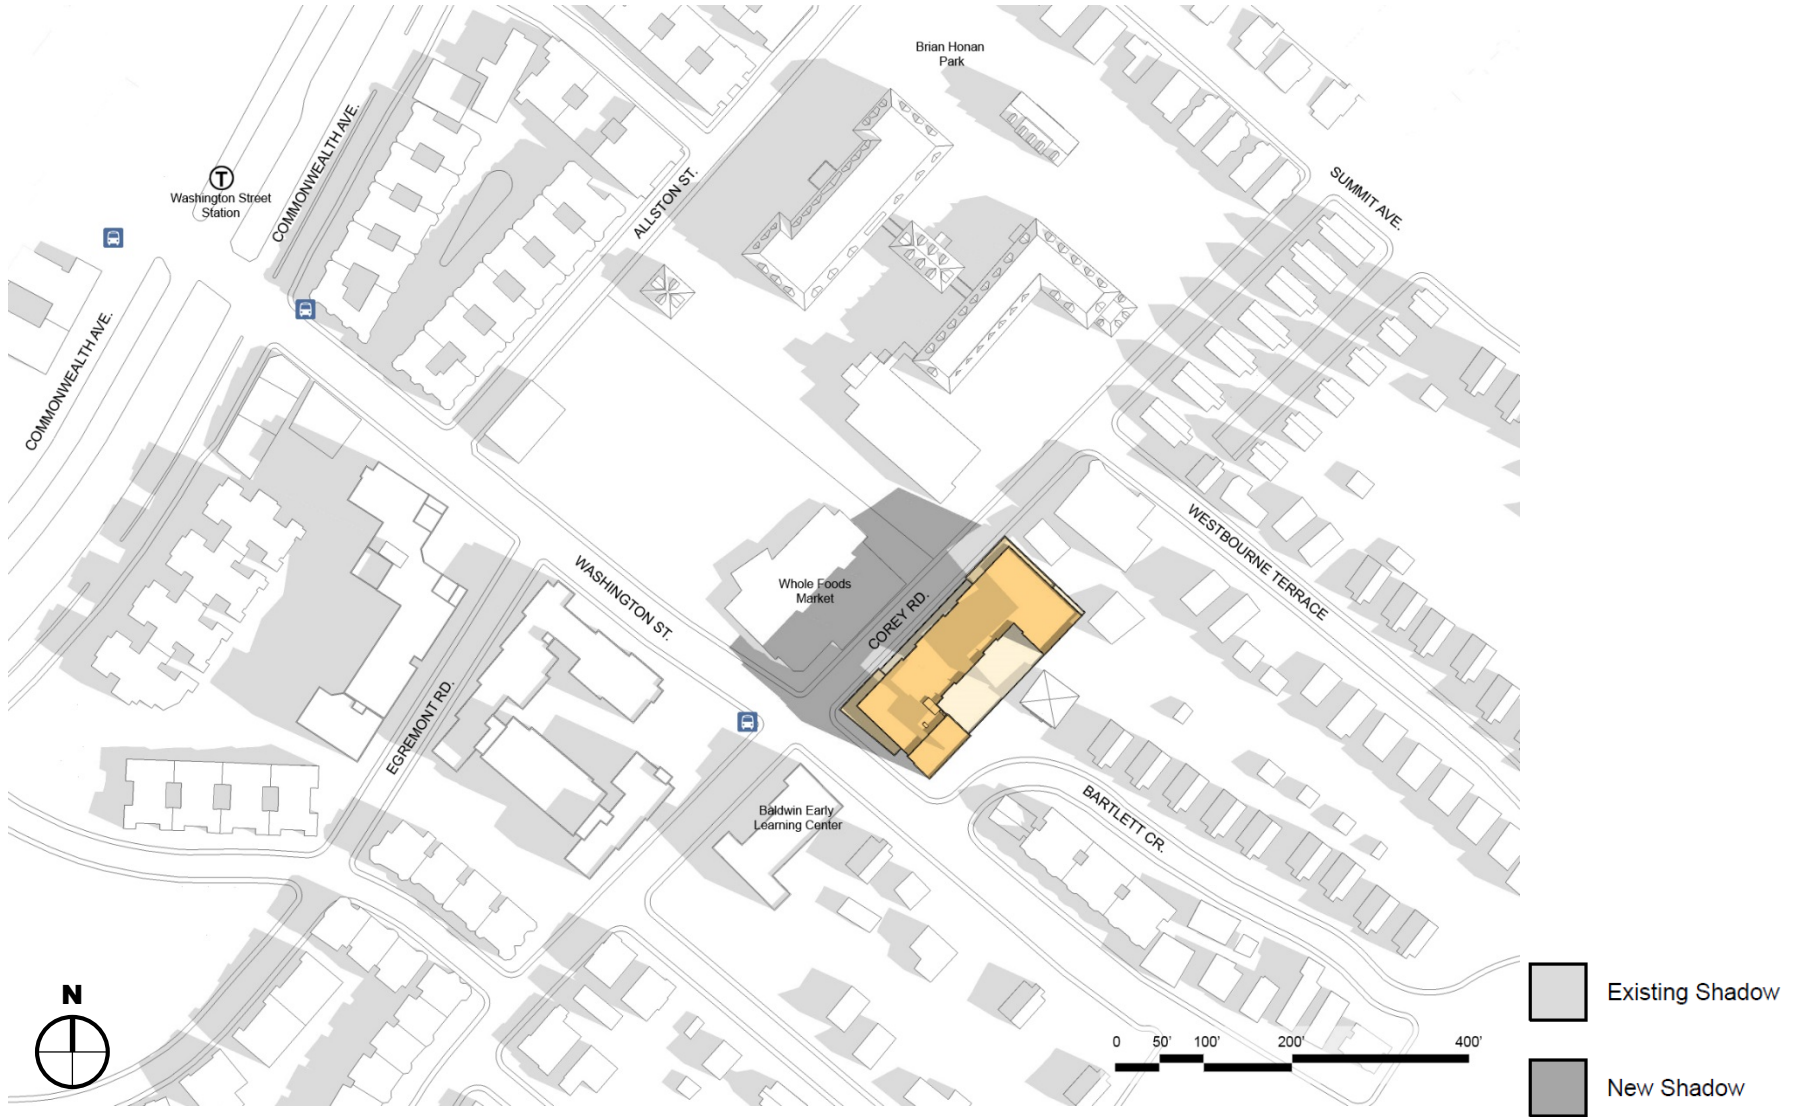 Brian Honan
Park
SUMMIT AVE.
COMMONWEALTH AVE.
T
Washington Street
Station
ALLSTON ST.
COMMONWEALTH AVE.
WESTBOURNE TERRACE
WASHINGTON ST.
Whole Foods
Market
COREY RD.
EGREMONT RD.
Baldwin Early
Learning Center
BARTLETT CR.
N
0 50' 100' 200' 400'
Existing Shadow
New Shadow